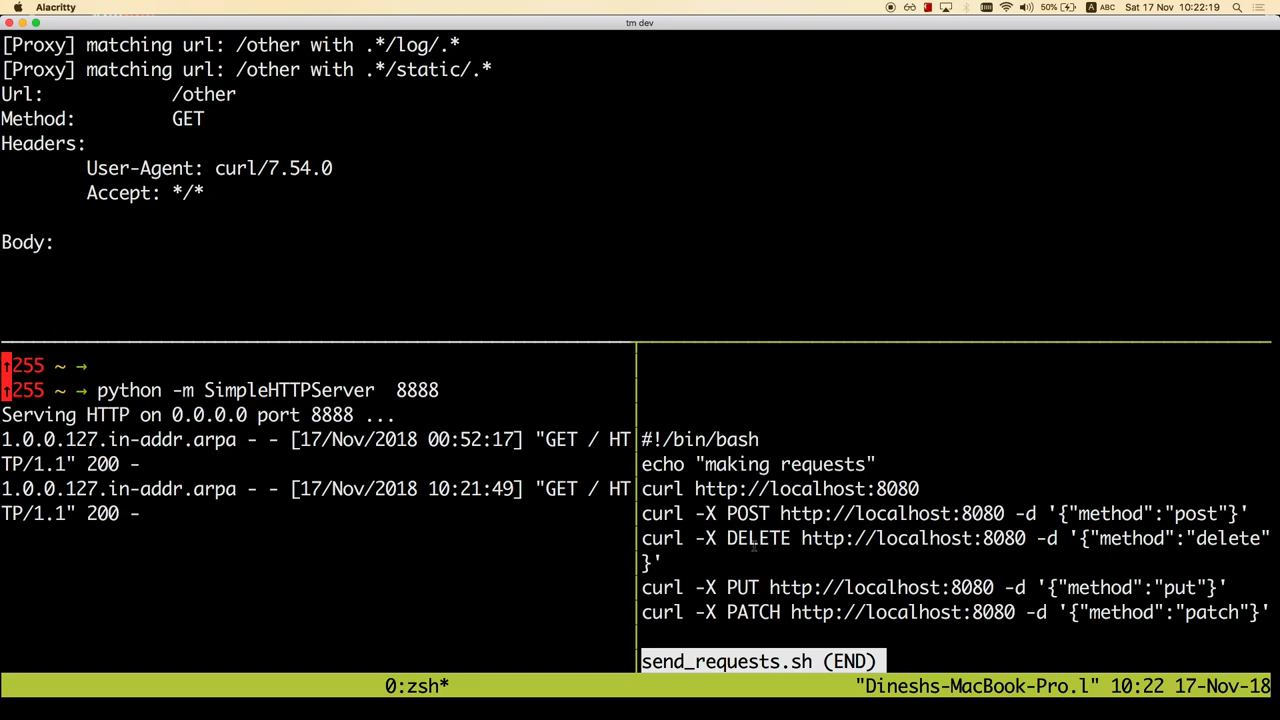 Alacritty
50%
A
ABC
Sat 17 Nov 10:22:19
tm dev
[Proxy] matching url: /other with .*/log/.*
[Proxy] matching url: /other with .*/static/.*
Url: /other
Method: GET
Headers:
User-Agent: curl/7.54.0
Accept: */*
Body:
↑255 ~ →
↑255 ~ → python -m SimpleHTTPServer 8888
Serving HTTP on 0.0.0.0 port 8888 ...
1.0.0.127.in-addr.arpa - - [17/Nov/2018 00:52:17] "GET / HT
TP/1.1" 200 -
1.0.0.127.in-addr.arpa - - [17/Nov/2018 10:21:49] "GET / HT
TP/1.1" 200 -
#!/bin/bash
echo "making requests"
curl http://localhost:8080
curl -X POST http://localhost:8080 -d '{"method":"post"}'
curl -X DELETE http://localhost:8080 -d '{"method":"delete"
}'
curl -X PUT http://localhost:8080 -d '{"method":"put"}'
curl -X PATCH http://localhost:8080 -d '{"method":"patch"}'
send_requests.sh (END)
0:zsh*
"Dineshs-MacBook-Pro.l" 10:22 17-Nov-18